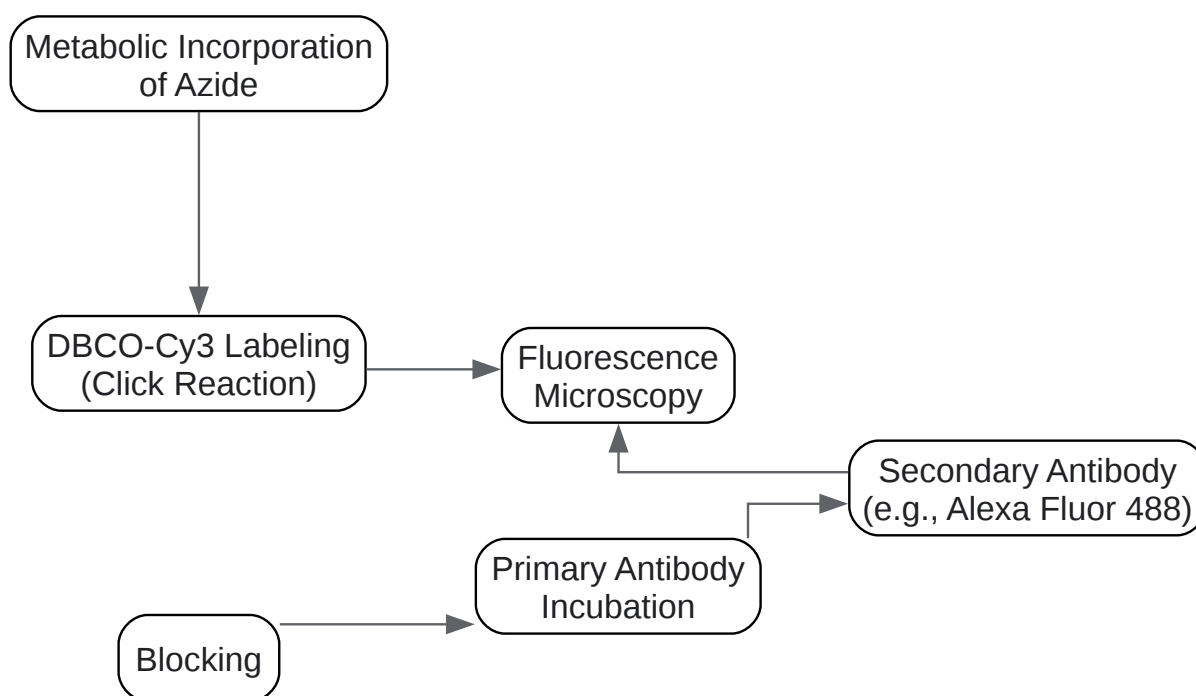 Metabolic Incorporation
of Azide
DBCO-Cy3 Labeling
(Click Reaction)
Fluorescence
Microscopy
Secondary Antibody
(e.g., Alexa Fluor 488)
Primary Antibody
Incubation
Blocking